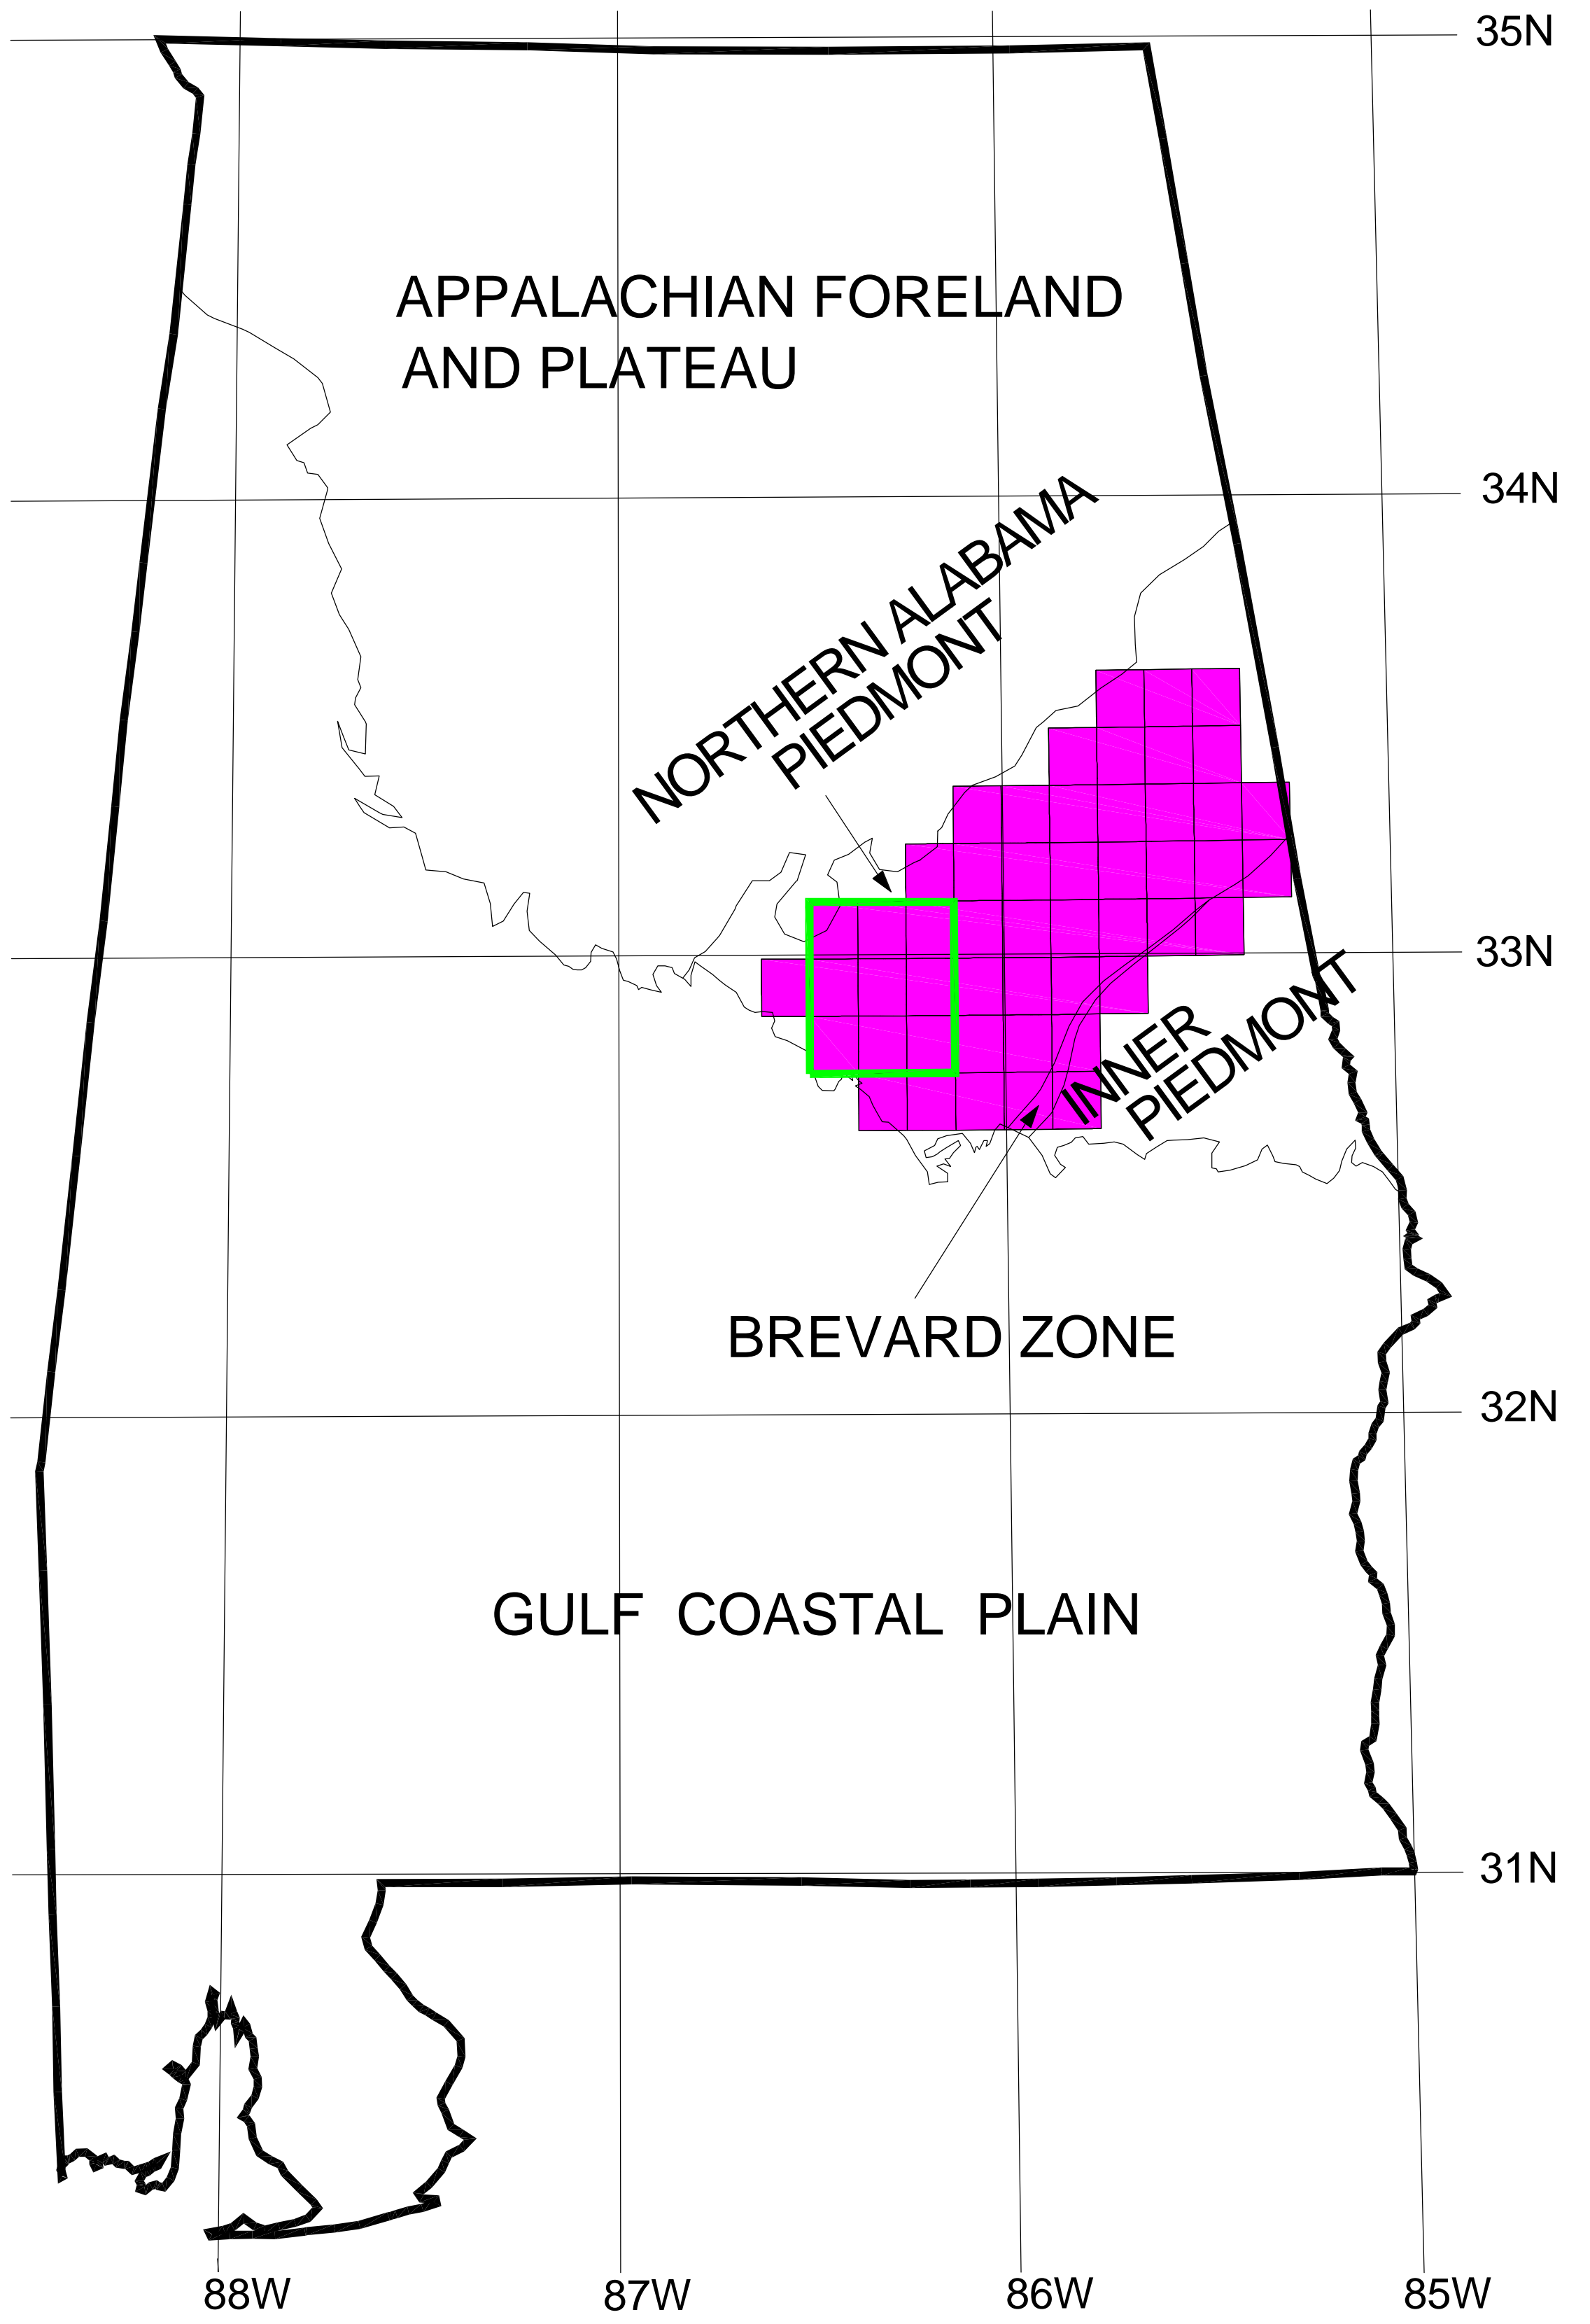 35N
APPALACHIAN FORELAND
AND PLATEAU
34N
NORTHERN ALABAMA
PIEDMONT
33N
INNER
PIEDMONT
BREVARD ZONE
32N
GULF COASTAL PLAIN
31N
88W
87W
86W
85W